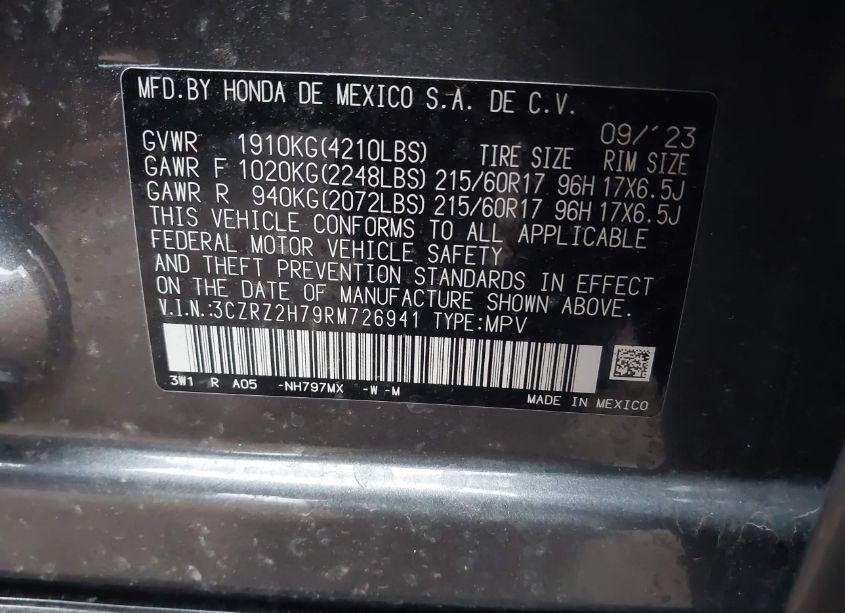 MFD.BY HONDA DE MEXICO S.A. DE C.V.
09/'23
GVWR 1910KG(4210LBS) TIRE SIZE RIM SIZE
GAWR F 1020KG(2248LBS) 215/60R17 96H 17X6.5J
GAWR R 940KG(2072LBS) 215/60R17 96H 17X6.5J
THIS VEHICLE CONFORMS TO ALL APPLICABLE
FEDERAL MOTOR VEHICLE SAFETY
AND THEFT PREVENTION STANDARDS IN EFFECT
ON THE DATE OF MANUFACTURE SHOWN ABOVE.
V.I.N.:3CZRZ2H79RM726941 TYPE:MPV
3W1 R A05 -NH797MX -W -M
MADE IN MEXICO